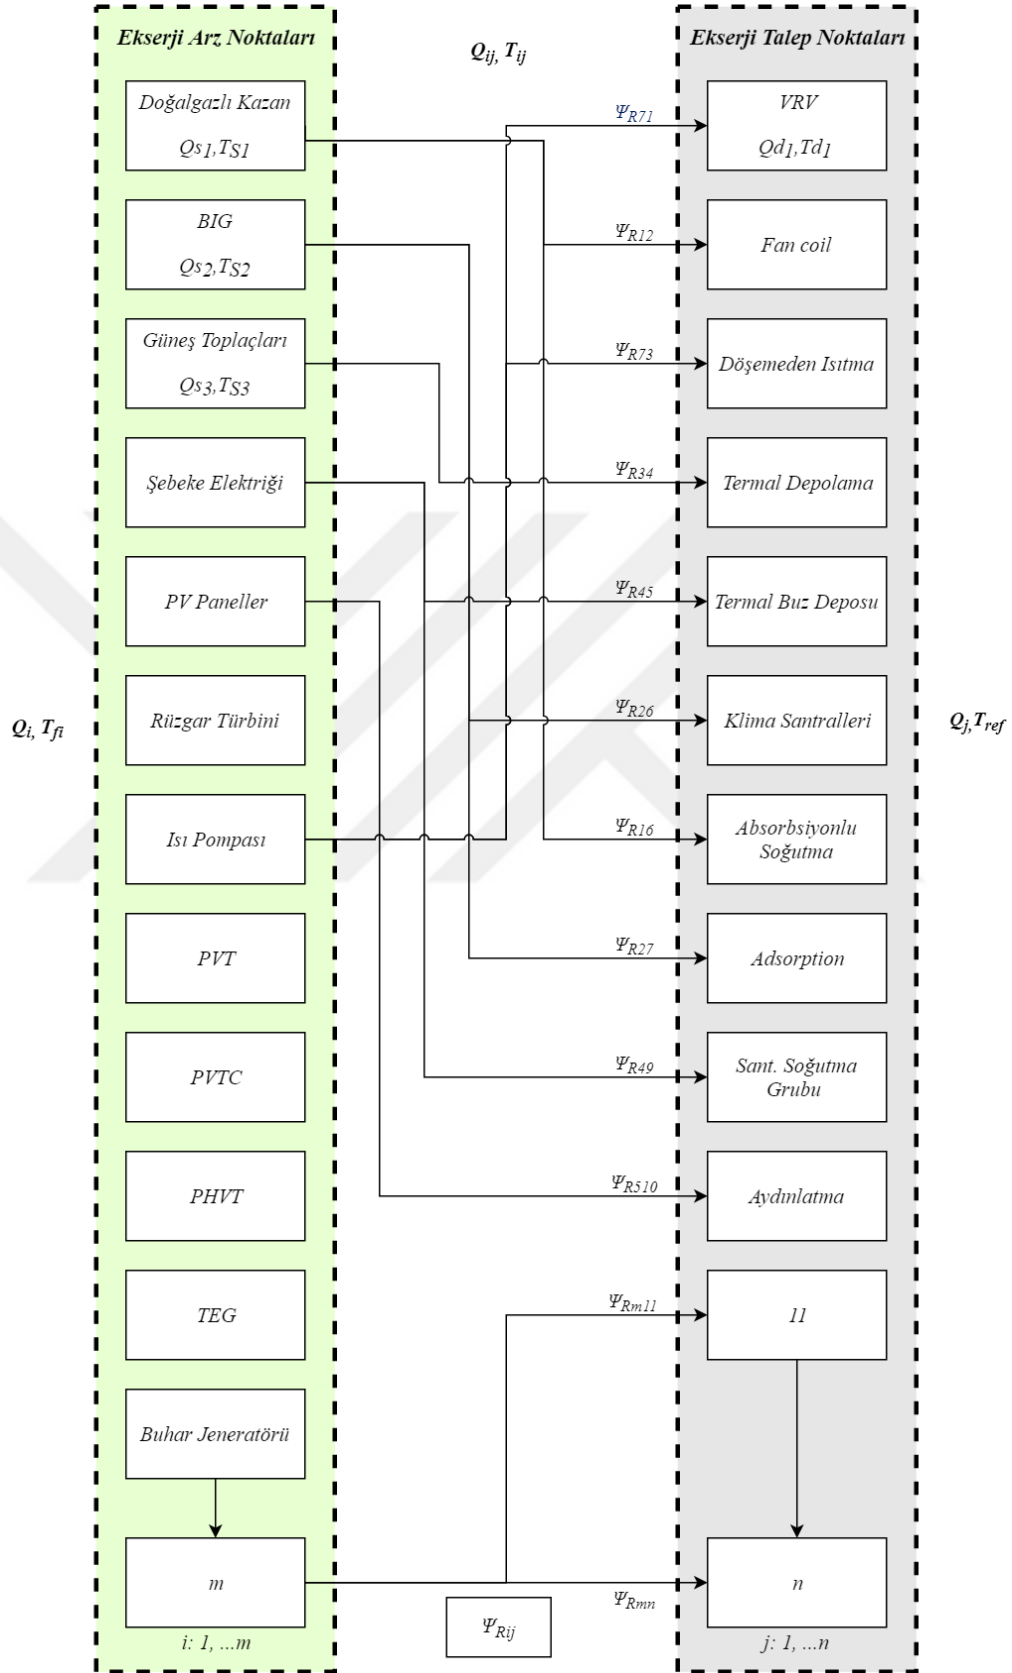 Ekserji Arz Noktaları
Doğalgazlı Kazan
Qs1,TS1
BIG
Qs2,TS2
Güneş Toplaçları
Qs3,TS3
Şebeke Elektriği
PV Paneller
Rüzgar Türbini
Isı Pompası
PVT
PVTC
PHVT
TEG
Buhar Jeneratörü
m
i: 1, ...m
Qi, Tfi
Qij, Tij
ΨR71
ΨR12
ΨR73
ΨR34
ΨR45
ΨR26
ΨR16
ΨR27
ΨR49
ΨR510
ΨRm11
ΨRmn
ΨRij
Ekserji Talep Noktaları
VRV
Qd1,Td1
Fan coil
Döşemeden Isıtma
Termal Depolama
Termal Buz Deposu
Klima Santralleri
Absorbsiyonlu
Soğutma
Adsorption
Sant. Soğutma
Grubu
Aydınlatma
11
n
j: 1, ...n
Qj,Tref